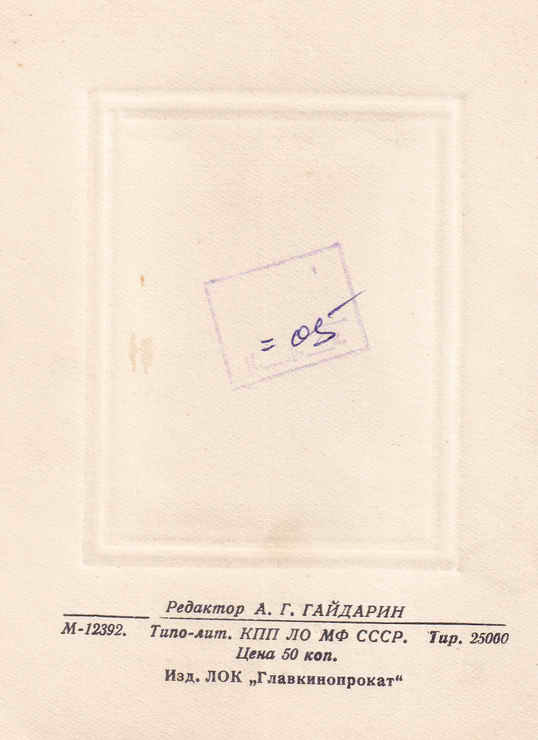 = 05
Редактор А. Г. ГАЙДАРИН
М-12392. Типо-лит. КПП ЛО МФ СССР. Тир. 25000
Цена 50 коп.
Изд. ЛОК „Главкинопрокат“